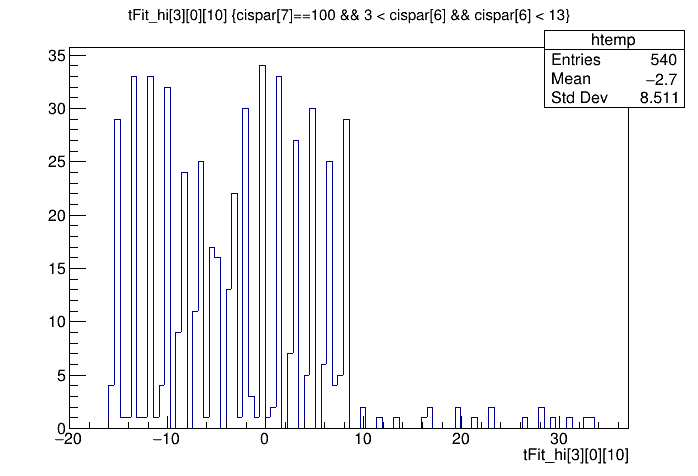 tFit_hi[3][0][10] {cispar[7]==100 && 3 < cispar[6] && cispar[6] < 13}
htemp
Entries 540
Mean −2.7
Std Dev 8.511
35
30
25
20
15
10
5
0
−20 −10 0 10 20 30
tFit_hi[3][0][10]